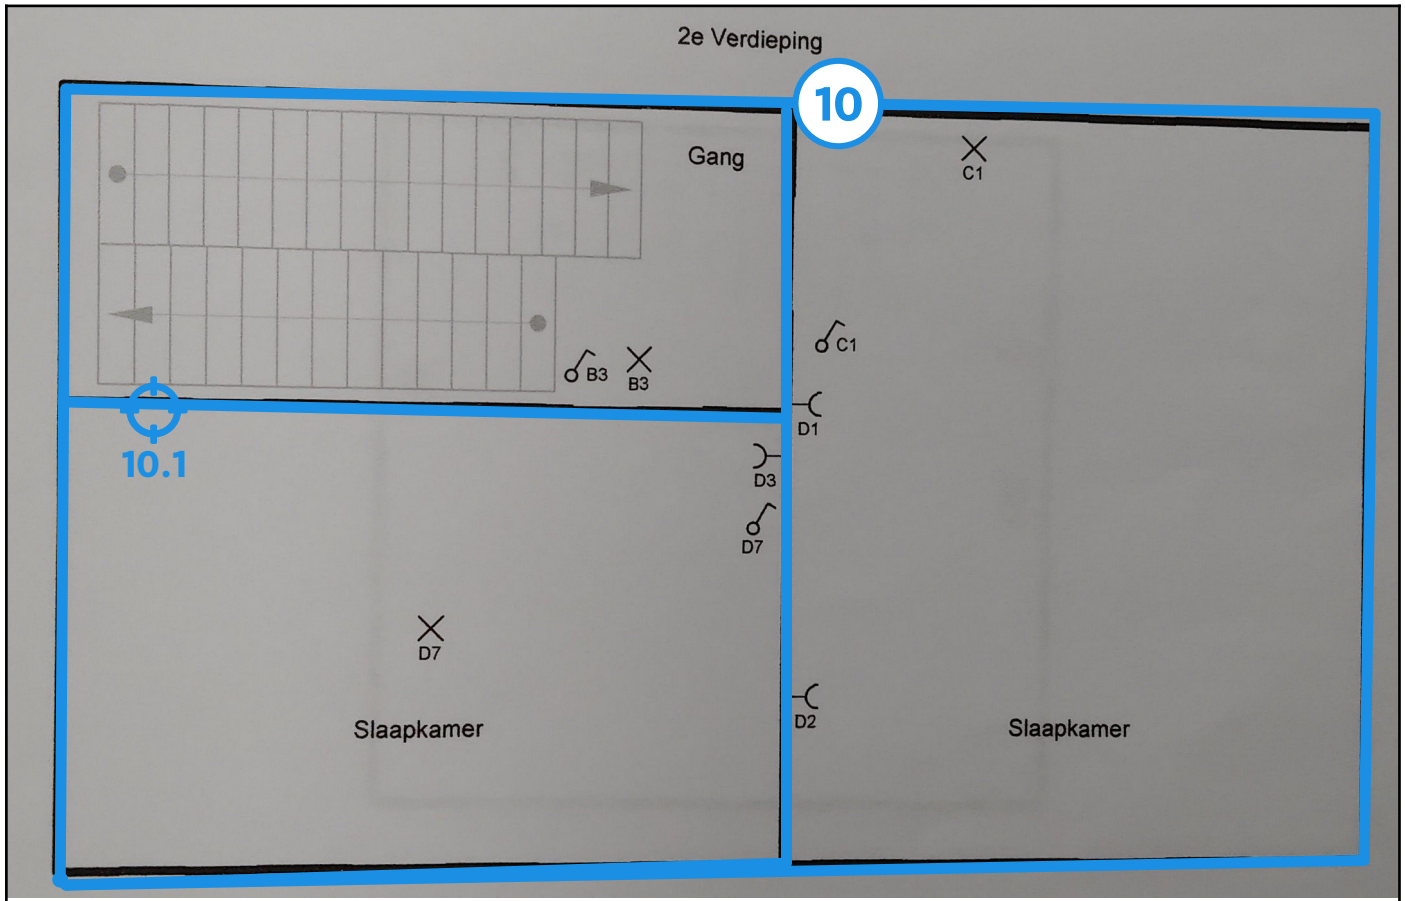 2e Verdieping
10
Gang
C1
C1
B3
B3
D1
10.1
D3
D7
D7
D2
Slaapkamer
Slaapkamer